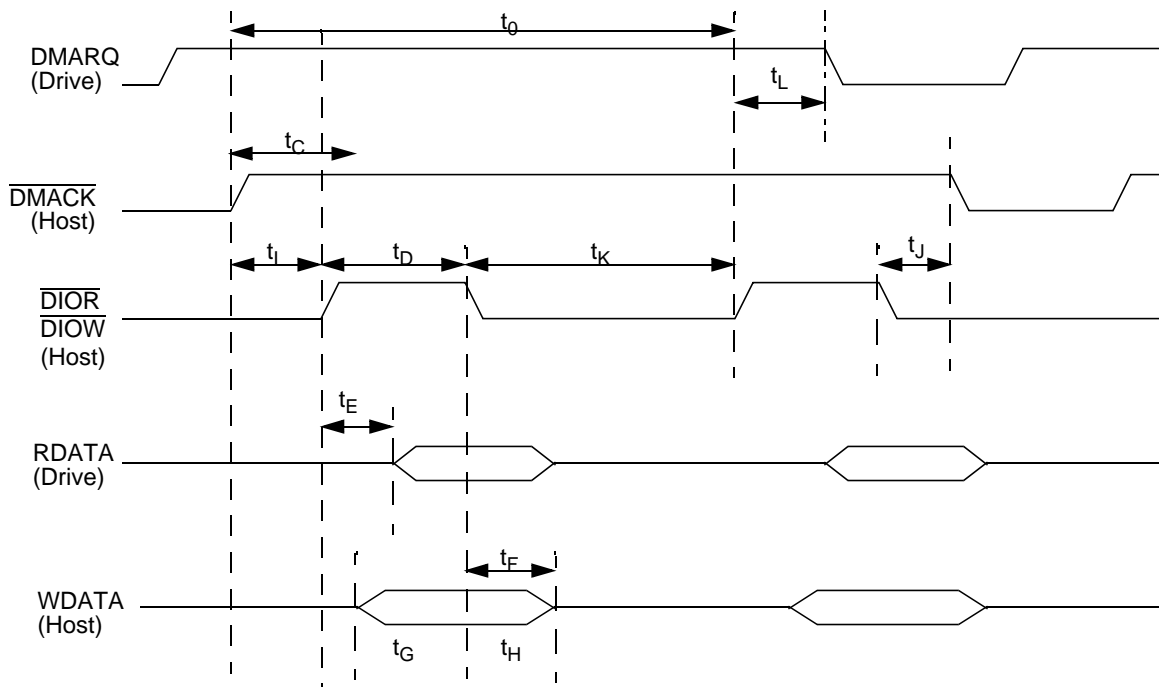 t0
DMARQ
(Drive)
tL
tC
DMACK
(Host)
tI
tD
tK
tJ
DIOR
DIOW
(Host)
tE
RDATA
(Drive)
tF
WDATA
(Host)
tG
tH